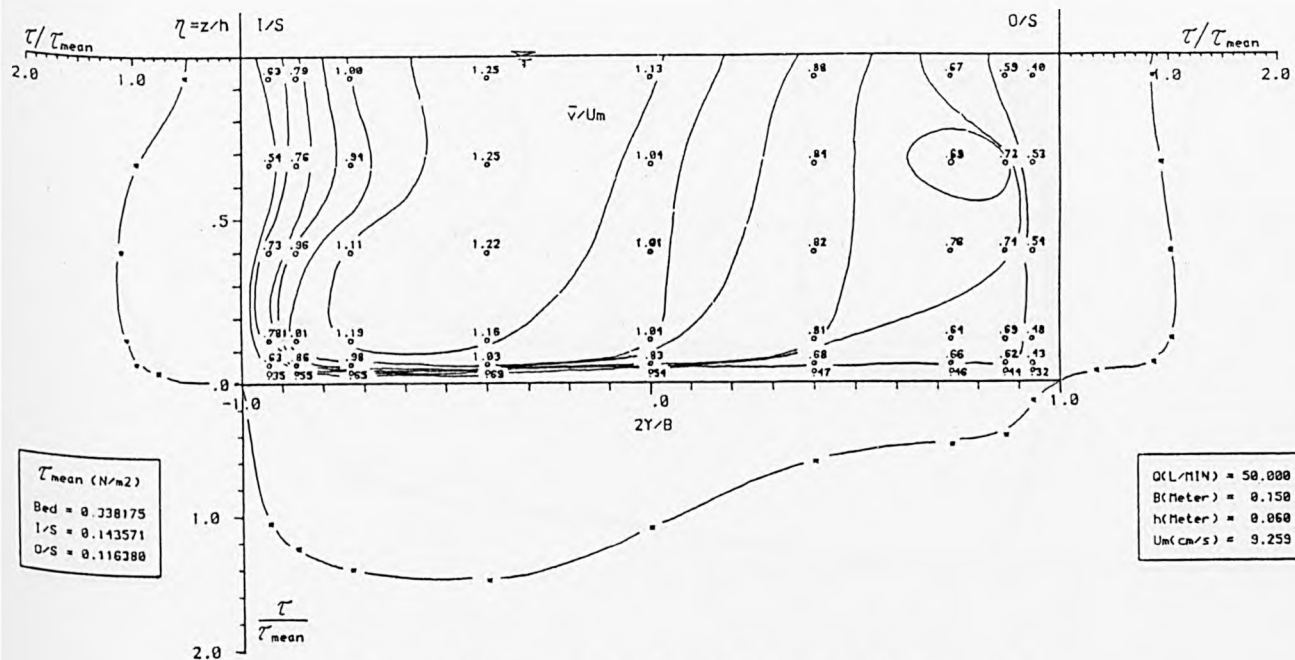 η=z/h I/S O/S
τ/τmean τ/τmean
2.0 1.0 1.0 2.0
.63 .79 1.00 1.25 1.13 .88 .67 .59 .40
v̄/Um
.54 .76 .94 1.25 1.04 .84 .69 .72 .53
.5
.73 .96 1.11 1.22 1.01 .82 .76 .74 .54
.78 1.01 1.19 1.16 1.04 .81 .64 .69 .48
.63 .86 .98 1.03 .83 .68 .66 .62 .43
.0 .47 .46 .44 .32
-1.0 .0 1.0
2Y/B
τmean (N/m2)
Bed = 0.338175
I/S = 0.143571
O/S = 0.116380
1.0
τ
τmean
2.0
Q(L/MIN) = 50.000
B(Meter) = 0.150
h(Meter) = 0.060
Um(cm/s) = 9.259